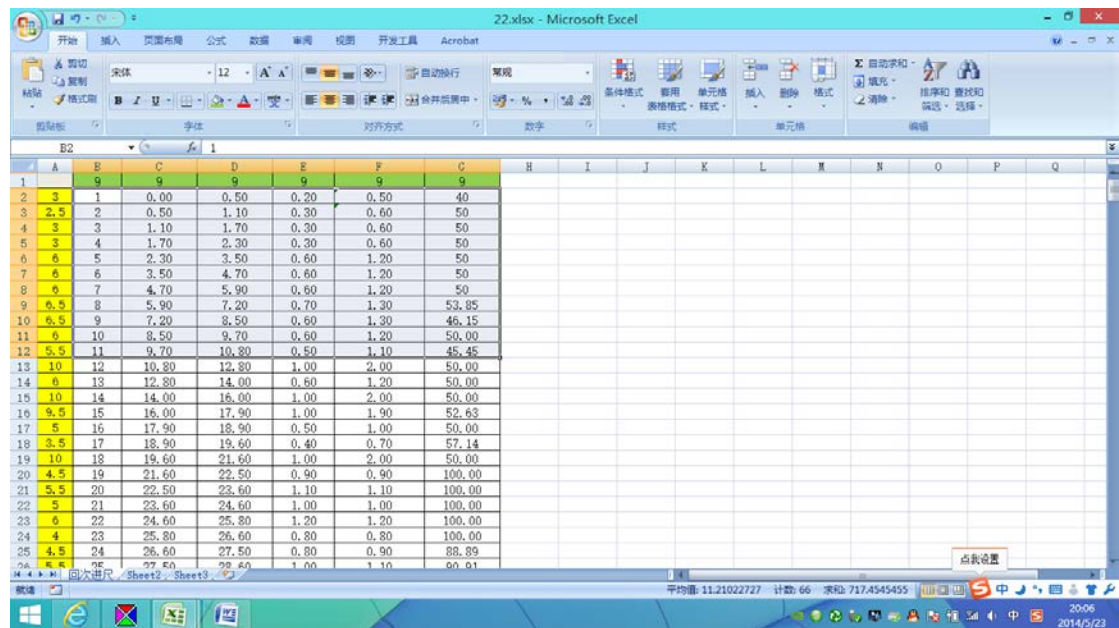 22.xlsx - Microsoft Excel
开始 插入 页面布局 公式 数据 审阅 视图 开发工具 Acrobat
剪切 宋体 12 自动换行 常规 Σ 自动求和
复制 填充
粘贴 格式刷 B I U 合并后居中 % , 条件格式 套用 表格格式 单元格 样式 插入 删除 格式 清除 排序和 筛选 查找和 选择
剪贴板 字体 对齐方式 数字 样式 单元格 编辑
B2 fx 1
A B C D E F G H I J K L M N O P Q
1 9 9 9 9 9 9
2 3 1 0.00 0.50 0.20 0.50 40
3 2.5 2 0.50 1.10 0.30 0.60 50
4 3 3 1.10 1.70 0.30 0.60 50
5 3 4 1.70 2.30 0.30 0.60 50
6 6 5 2.30 3.50 0.60 1.20 50
7 6 6 3.50 4.70 0.60 1.20 50
8 6 7 4.70 5.90 0.60 1.20 50
9 6.5 8 5.90 7.20 0.70 1.30 53.85
10 6.5 9 7.20 8.50 0.60 1.30 46.15
11 6 10 8.50 9.70 0.60 1.20 50.00
12 5.5 11 9.70 10.80 0.50 1.10 45.45
13 10 12 10.80 12.80 1.00 2.00 50.00
14 6 13 12.80 14.00 0.60 1.20 50.00
15 10 14 14.00 16.00 1.00 2.00 50.00
16 9.5 15 16.00 17.90 1.00 1.90 52.63
17 5 16 17.90 18.90 0.50 1.00 50.00
18 3.5 17 18.90 19.60 0.40 0.70 57.14
19 10 18 19.60 21.60 1.00 2.00 50.00
20 4.5 19 21.60 22.50 0.90 0.90 100.00
21 5.5 20 22.50 23.60 1.10 1.10 100.00
22 5 21 23.60 24.60 1.00 1.00 100.00
23 6 22 24.60 25.80 1.20 1.20 100.00
24 4 23 25.80 26.60 0.80 0.80 100.00
25 4.5 24 26.60 27.50 0.80 0.90 88.89
26 5.5 25 27.50 28.60 1.00 1.10 90.91
点我设置
回次进尺 Sheet2 Sheet3
就绪 平均值: 11.21022727 计数: 66 求和: 717.4545455 中
中 20:06
2014/5/23